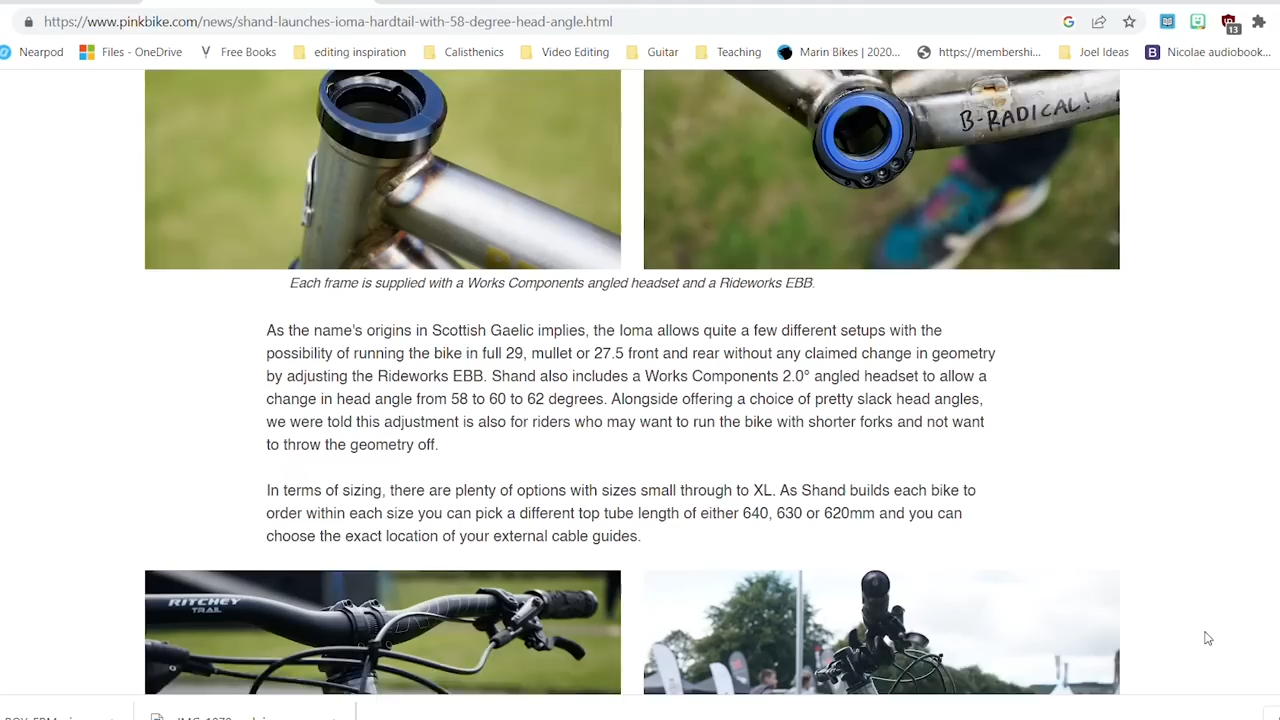 https://www.pinkbike.com/news/shand-launches-ioma-hardtail-with-58-degree-head-angle.html
13
Nearpod Files - OneDrive Free Books editing inspiration Calisthenics Video Editing Guitar Teaching Marin Bikes | 2020... https://membershi... Joel Ideas Nicolae audiobook...
B-RADICAL!
Each frame is supplied with a Works Components angled headset and a Rideworks EBB.
As the name's origins in Scottish Gaelic implies, the Ioma allows quite a few different setups with the
possibility of running the bike in full 29, mullet or 27.5 front and rear without any claimed change in geometry
by adjusting the Rideworks EBB. Shand also includes a Works Components 2.0° angled headset to allow a
change in head angle from 58 to 60 to 62 degrees. Alongside offering a choice of pretty slack head angles,
we were told this adjustment is also for riders who may want to run the bike with shorter forks and not want
to throw the geometry off.
In terms of sizing, there are plenty of options with sizes small through to XL. As Shand builds each bike to
order within each size you can pick a different top tube length of either 640, 630 or 620mm and you can
choose the exact location of your external cable guides.
RITCHEY
TRAIL